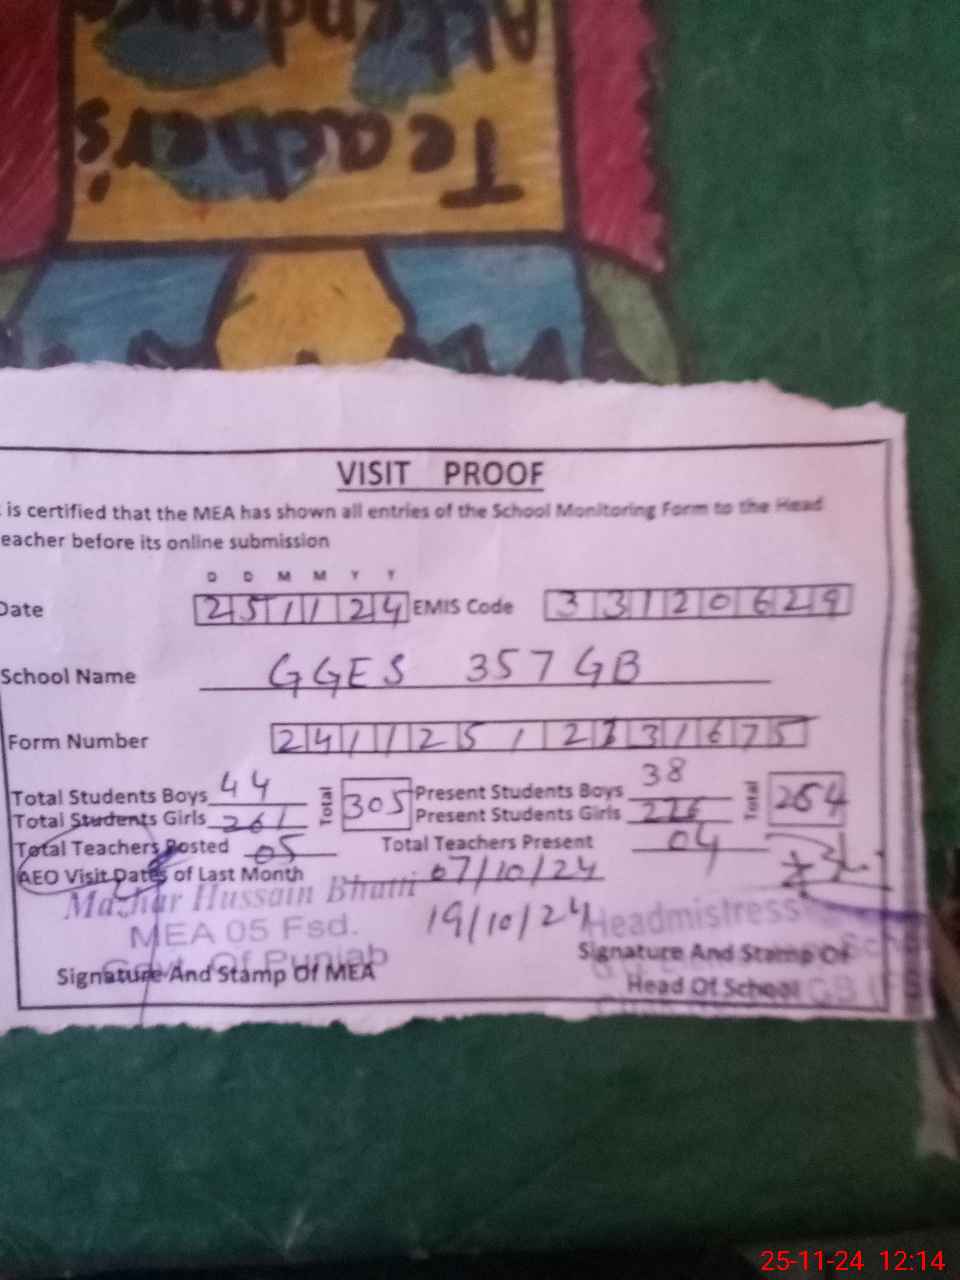 Teacher's
Attendance
VISIT PROOF
is certified that the MEA has shown all entries of the School Monitoring Form to the Head
eacher before its online submission
D D M M Y Y
Date 251124 EMIS Code 33120629
School Name GGES 357 GB
Form Number
Total Students Boys 44 Total 305 Present Students Boys 38 Total 264
Total Students Girls 261 Present Students Girls 226
Total Teachers Posted 05 Total Teachers Present 04
AEO Visit Dates of Last Month 07/10/24
19/10/24
Mazhar Hussain Bhatti
MEA 05 Fsd.
Govt. Of Punjab
Signature And Stamp Of MEA
Headmistress
Signature And Stamp Of
Head Of School
25-11-24 12:14